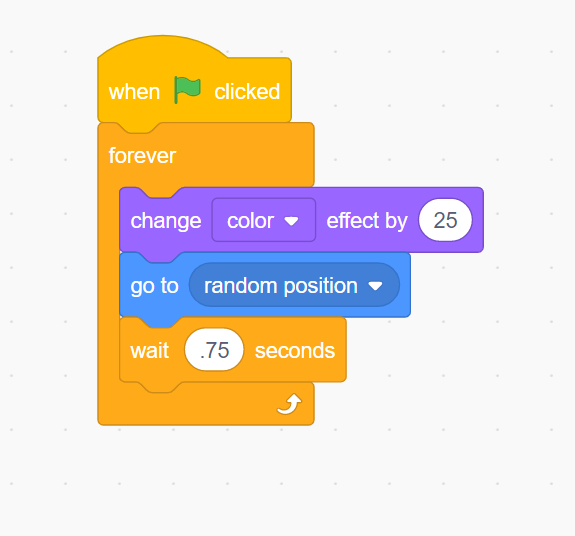 when clicked
forever
change color effect by 25
go to random position
wait .75 seconds